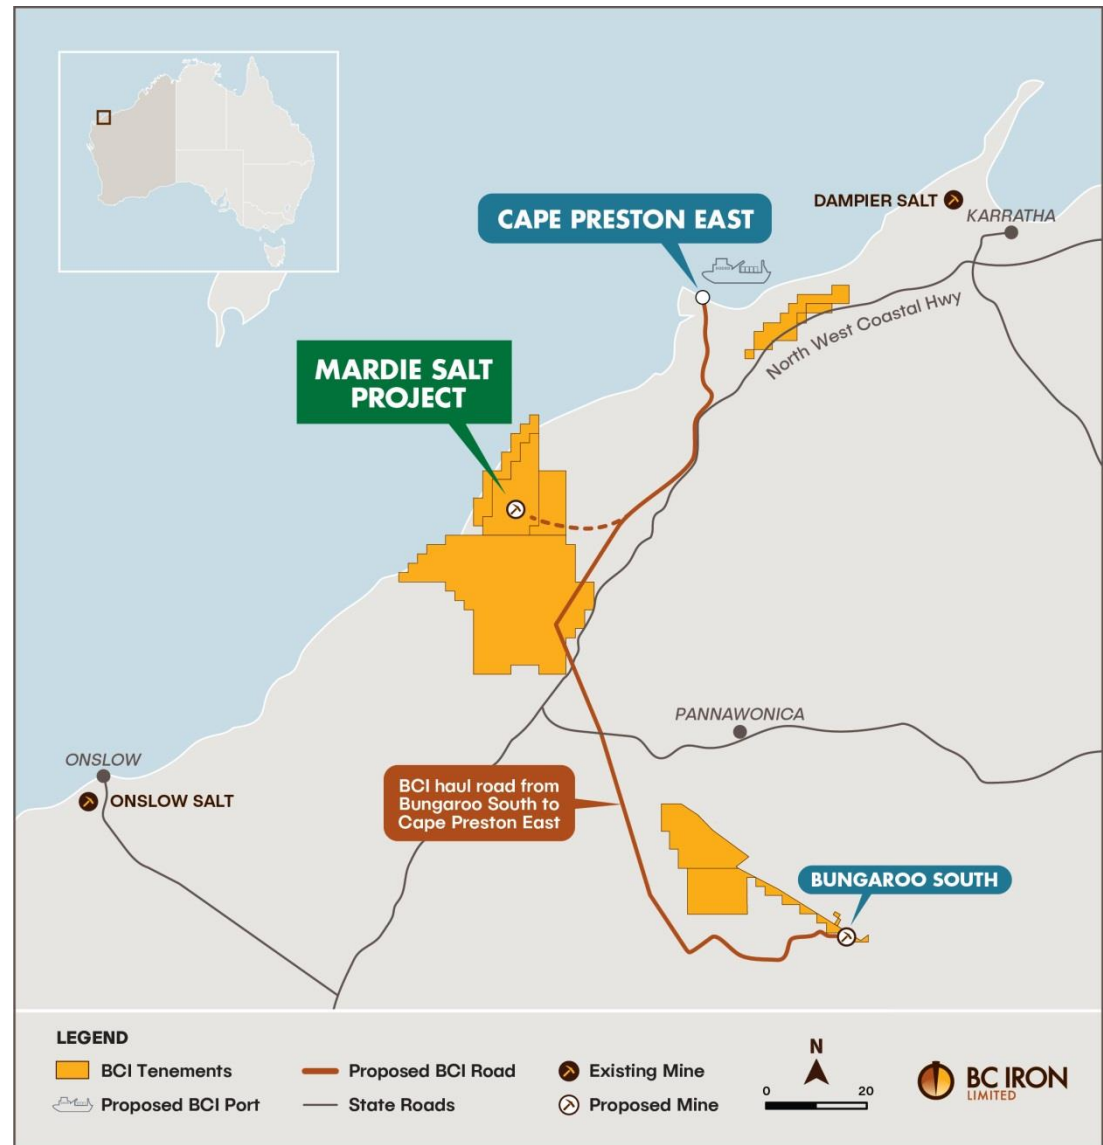 DAMPIER SALT
KARRATHA
CAPE PRESTON EAST
North West Coastal Hwy
MARDIE SALT
PROJECT
PANNAWONICA
ONSLOW
ONSLOW SALT
BCI haul road from
Bungaroo South to
Cape Preston East
BUNGAROO SOUTH
LEGEND
BCI Tenements
Proposed BCI Road
Existing Mine
Proposed BCI Port
State Roads
Proposed Mine
N
0 20
BC IRON
LIMITED